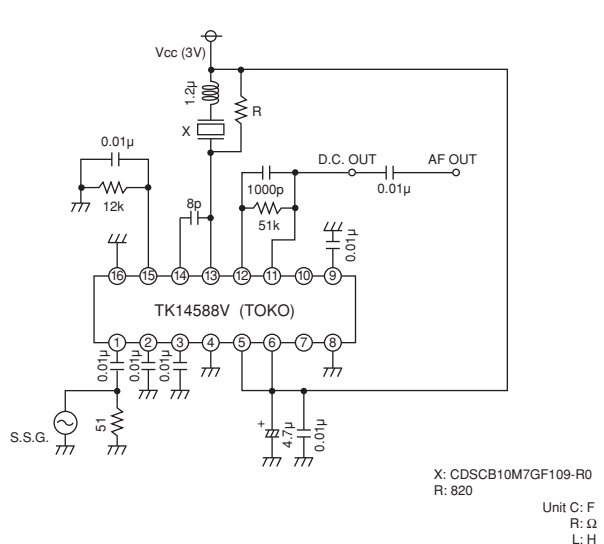 Vcc (3V)
1.2µ
R
X
0.01µ
12k
8p
1000p
51k
D.C. OUT
0.01µ
AF OUT
0.01µ
16 15 14 13 12 11 10 9
TK14588V (TOKO)
1 2 3 4 5 6 7 8
0.01µ
0.01µ
0.01µ
S.S.G.
51
+
4.7µ
0.01µ
X: CDSCB10M7GF109-R0
R: 820
Unit C: F
R: Ω
L: H